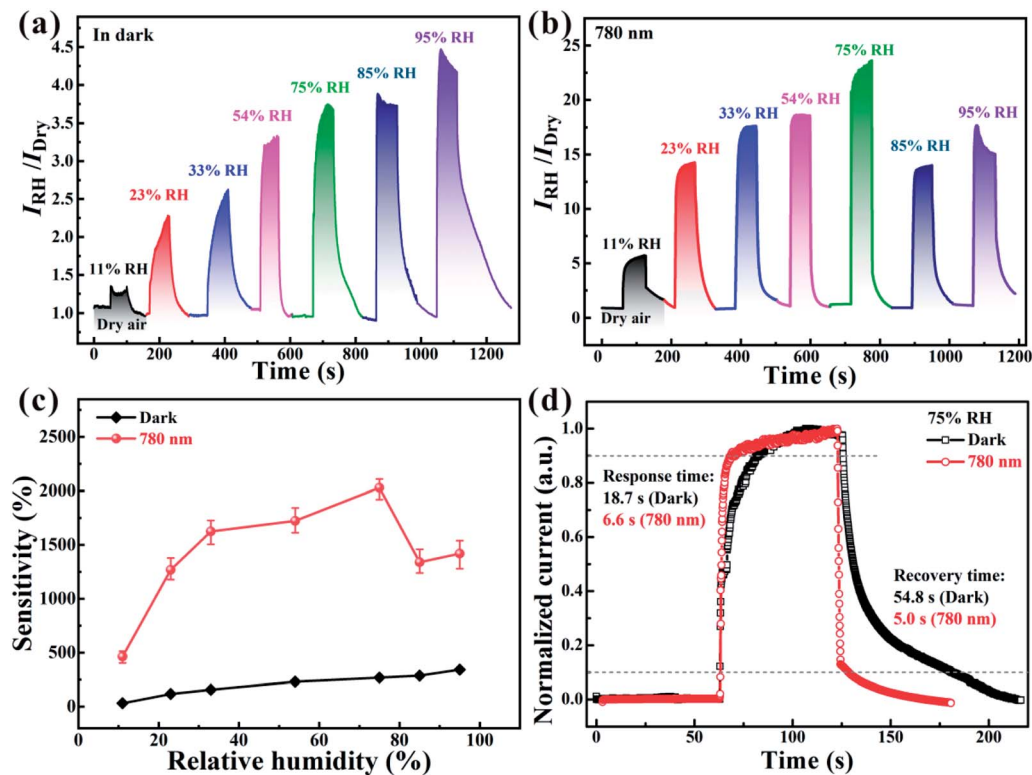 (a)
In dark
11% RH
23% RH
33% RH
54% RH
75% RH
85% RH
95% RH
Dry air
I_RH / I_Dry
4.5
4.0
3.5
3.0
2.5
2.0
1.5
1.0
0 200 400 600 800 1000 1200
Time (s)
(b)
780 nm
11% RH
23% RH
33% RH
54% RH
75% RH
85% RH
95% RH
Dry air
I_RH / I_Dry
25
20
15
10
5
0
0 200 400 600 800 1000 1200
Time (s)
(c)
Dark
780 nm
Sensitivity (%)
2500
2000
1500
1000
500
0
0 20 40 60 80 100
Relative humidity (%)
(d)
75% RH
Dark
780 nm
Response time:
18.7 s (Dark)
6.6 s (780 nm)
Recovery time:
54.8 s (Dark)
5.0 s (780 nm)
Normalized current (a.u.)
1.0
0.8
0.6
0.4
0.2
0.0
0 50 100 150 200
Time (s)